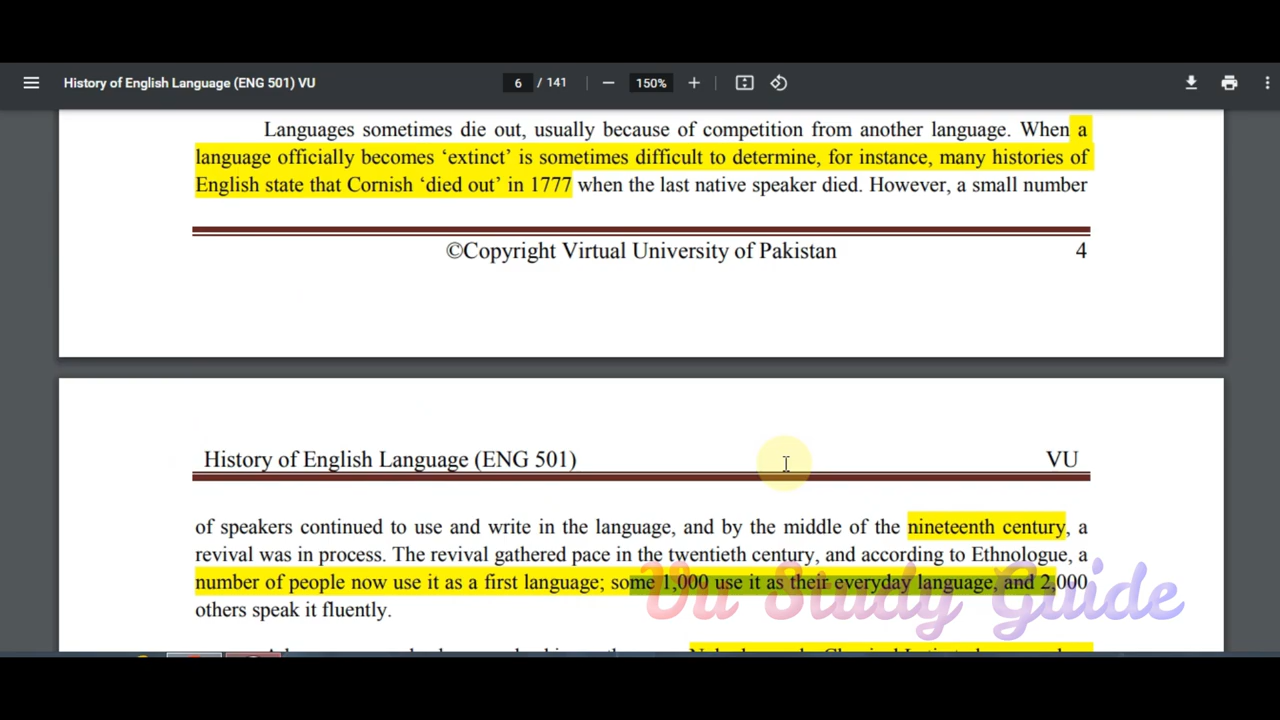 History of English Language (ENG 501) VU
6 / 141
150%
Languages sometimes die out, usually because of competition from another language. When a
language officially becomes ‘extinct’ is sometimes difficult to determine, for instance, many histories of
English state that Cornish ‘died out’ in 1777 when the last native speaker died. However, a small number
©Copyright Virtual University of Pakistan 4
History of English Language (ENG 501) VU
of speakers continued to use and write in the language, and by the middle of the nineteenth century, a
revival was in process. The revival gathered pace in the twentieth century, and according to Ethnologue, a
number of people now use it as a first language; some 1,000 use it as their everyday language, and 2,000
others speak it fluently.
Vu Study Guide